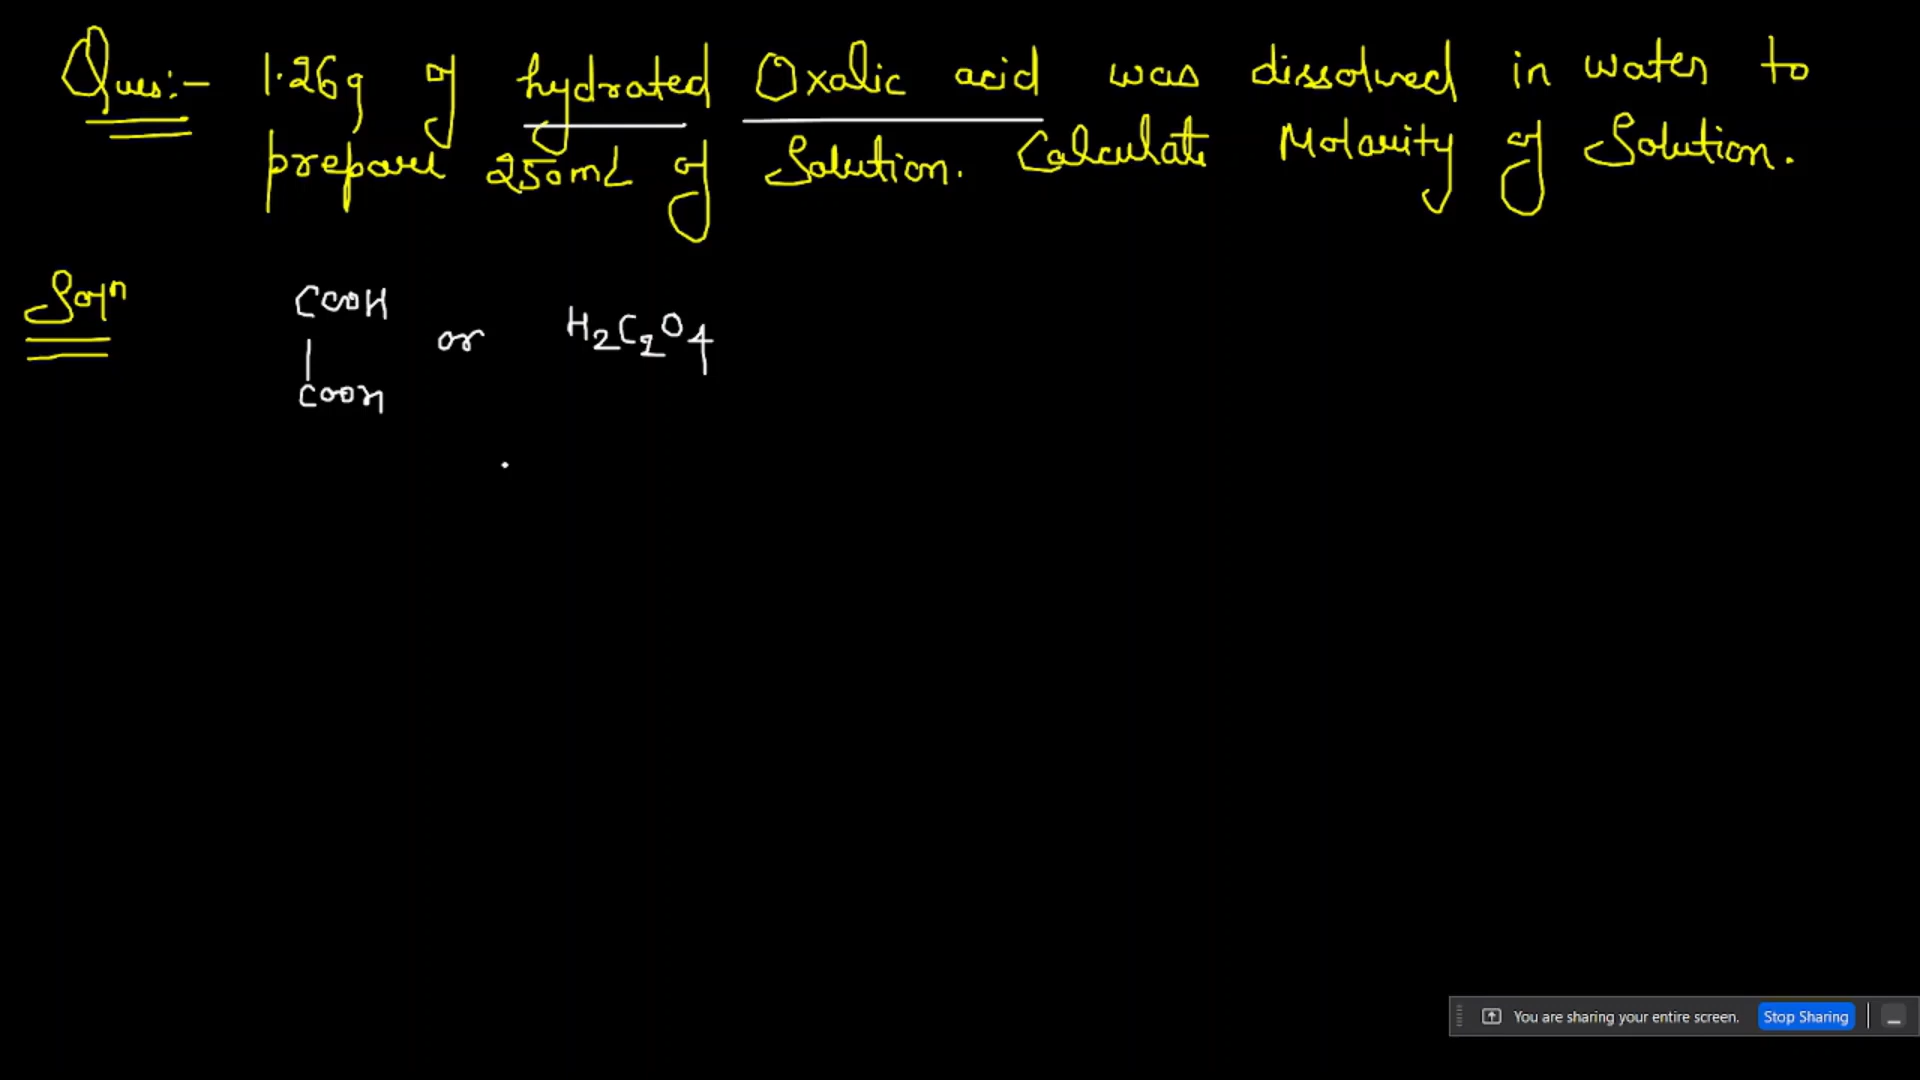 Ques:- 1.26g of hydrated Oxalic acid was dissolved in water to
prepare 250mL of Solution. Calculate Molarity of Solution.
Solⁿ
COOH
|
COOH
or
H₂C₂O₄
You are sharing your entire screen. Stop Sharing